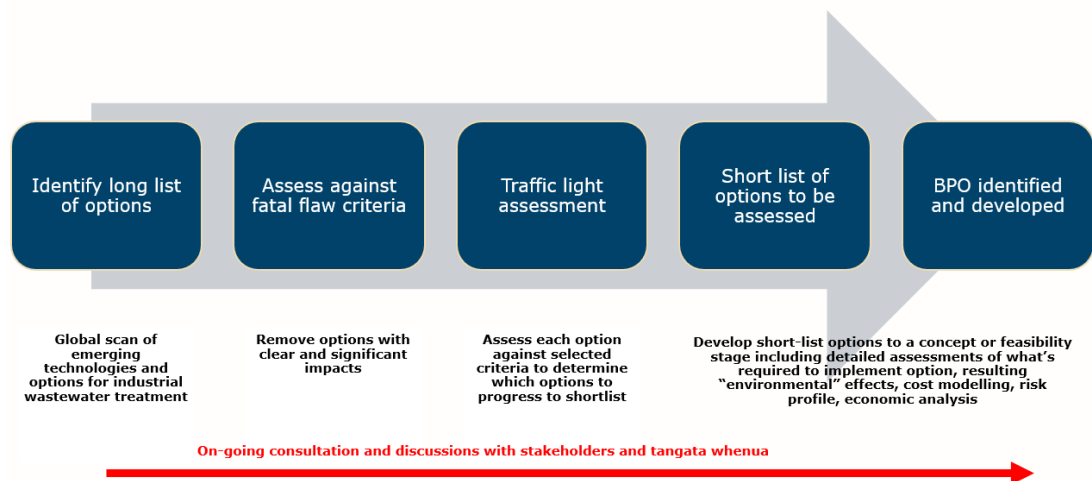 Identify long list
of options
Assess against
fatal flaw criteria
Traffic light
assessment
Short list of
options to be
assessed
BPO identified
and developed
Global scan of
emerging
technologies and
options for industrial
wastewater treatment
Remove options with
clear and significant
impacts
Assess each option
against selected
criteria to determine
which options to
progress to shortlist
Develop short-list options to a concept or feasibility
stage including detailed assessments of what’s
required to implement option, resulting
“environmental” effects, cost modelling, risk
profile, economic analysis
On-going consultation and discussions with stakeholders and tangata whenua